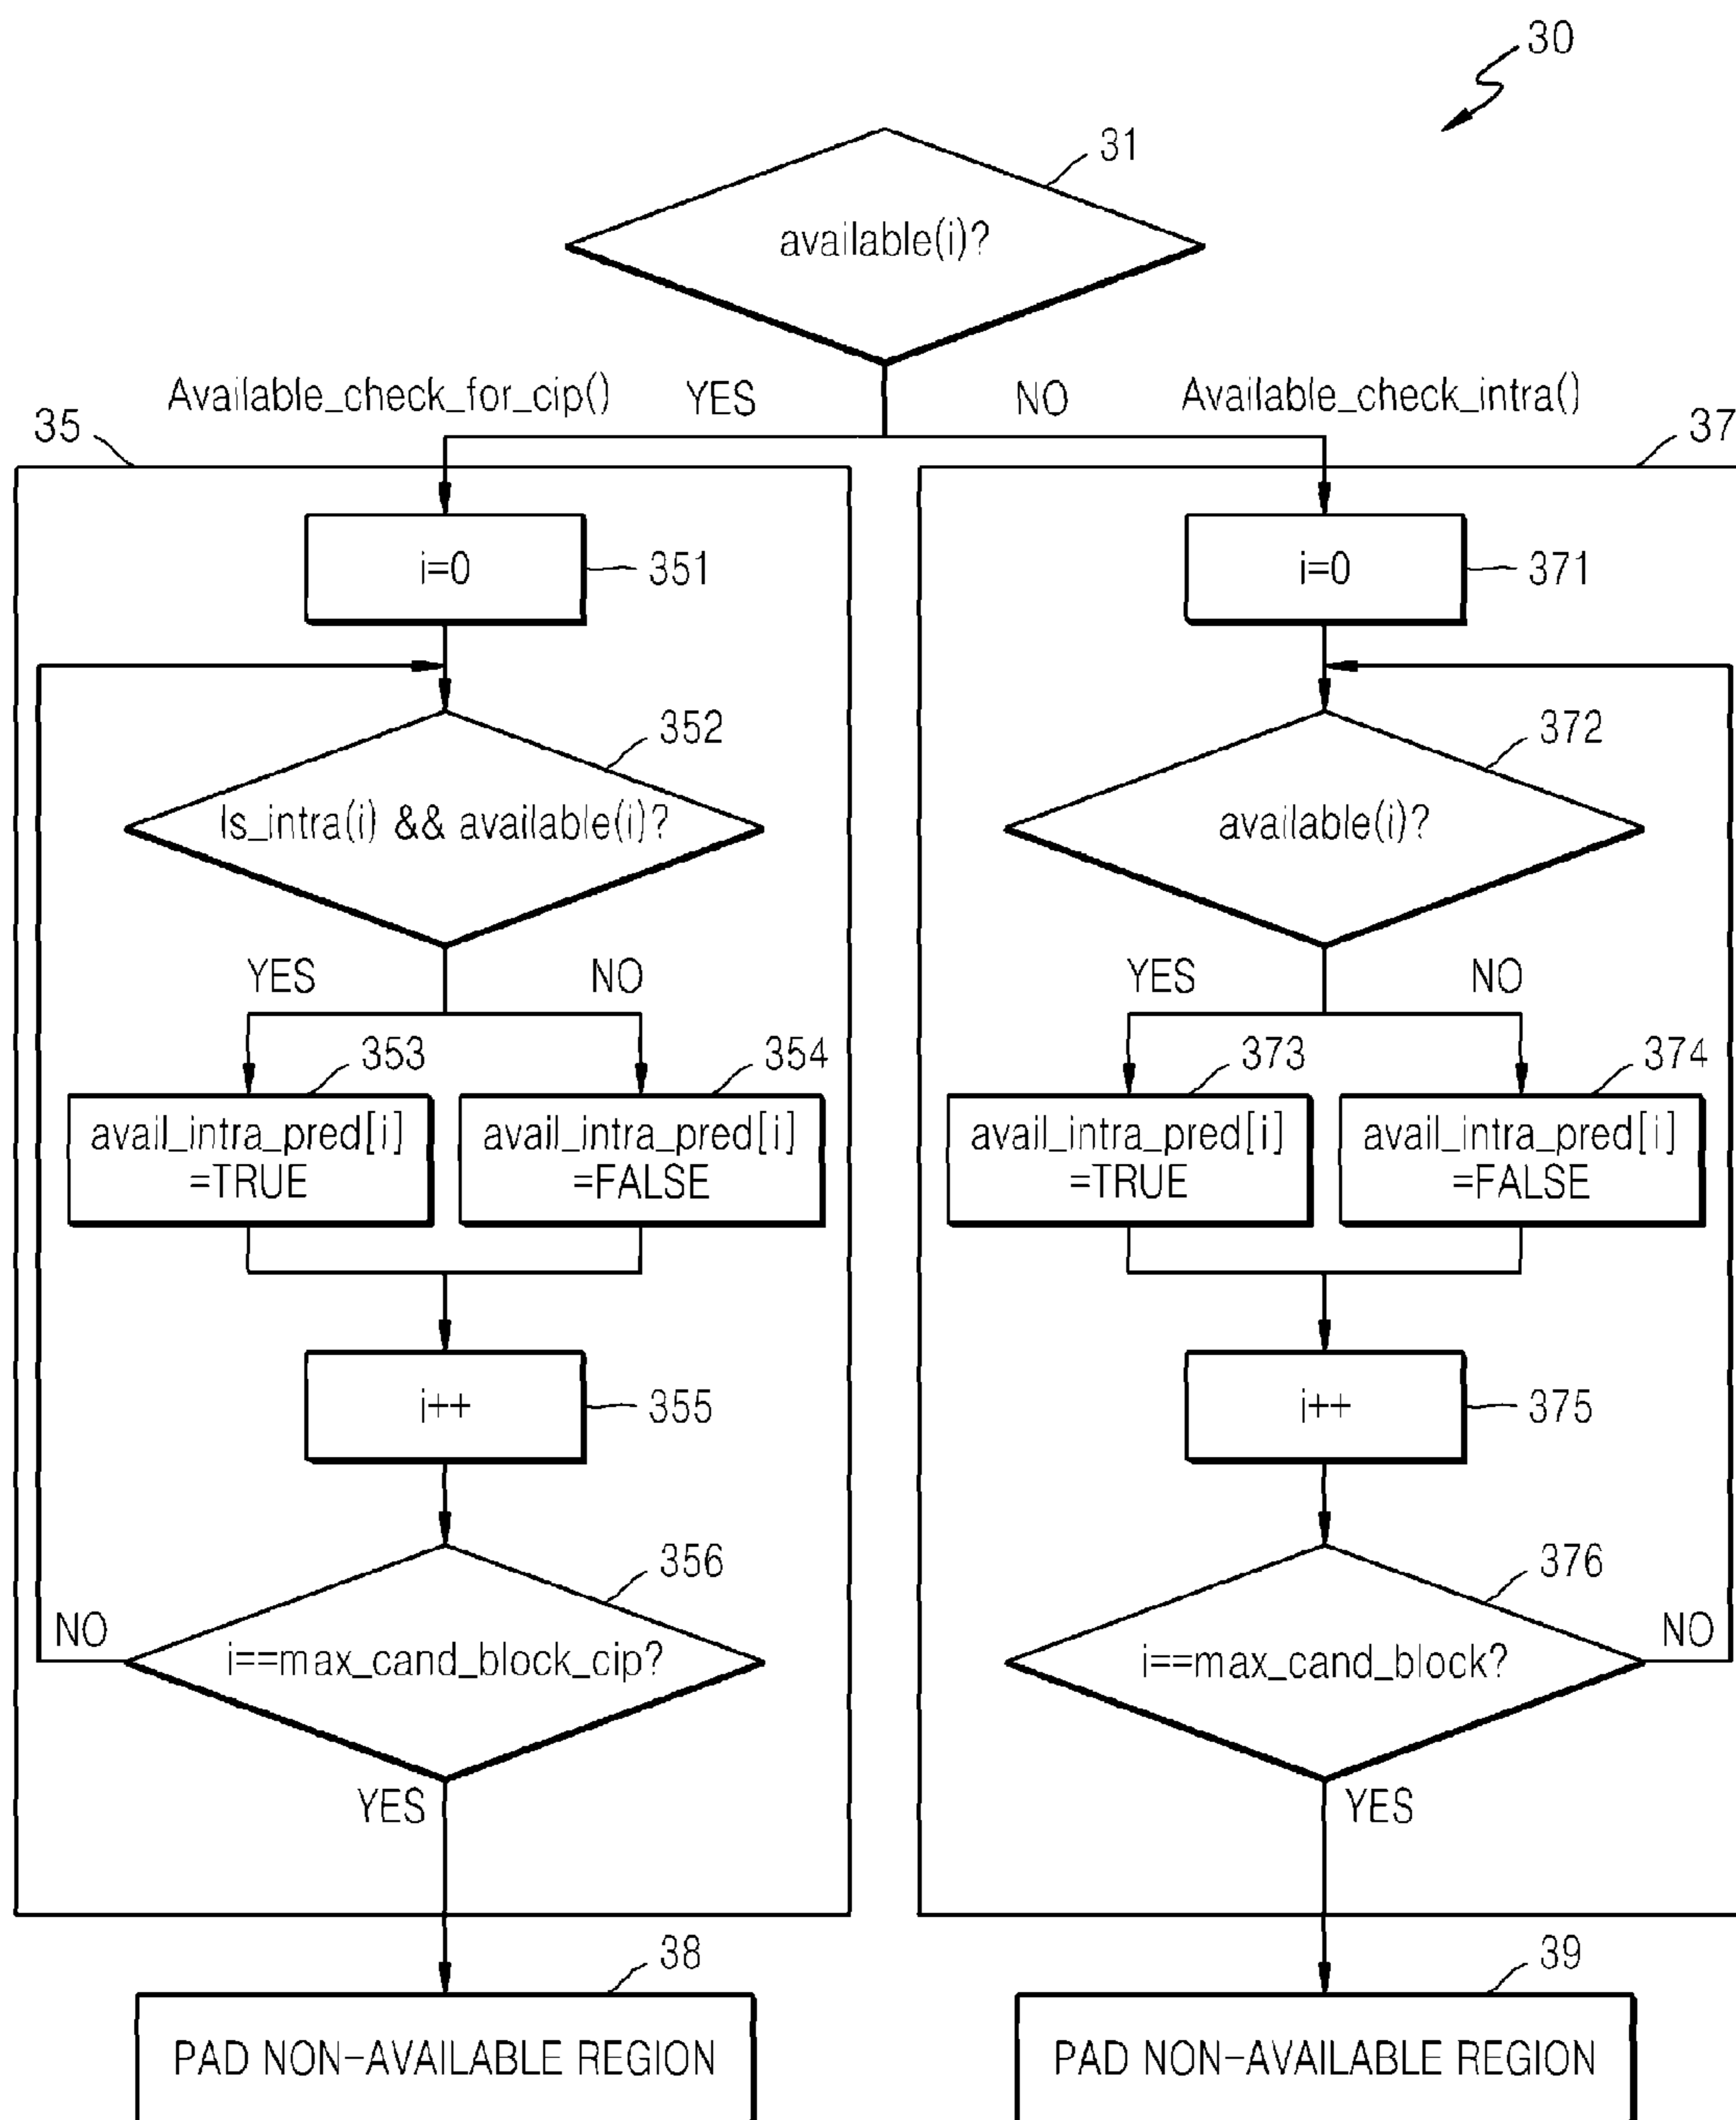 30
31
available(i)?
Available_check_for_cip()
YES
NO
Available_check_intra()
35
37
i=0
351
i=0
371
352
372
Is_intra(i) && available(i)?
available(i)?
YES
NO
YES
NO
353
354
373
374
avail_intra_pred[i]
=TRUE
avail_intra_pred[i]
=FALSE
avail_intra_pred[i]
=TRUE
avail_intra_pred[i]
=FALSE
i++
355
i++
375
356
376
NO
i==max_cand_block_cip?
i==max_cand_block?
NO
YES
YES
38
39
PAD NON-AVAILABLE REGION
PAD NON-AVAILABLE REGION